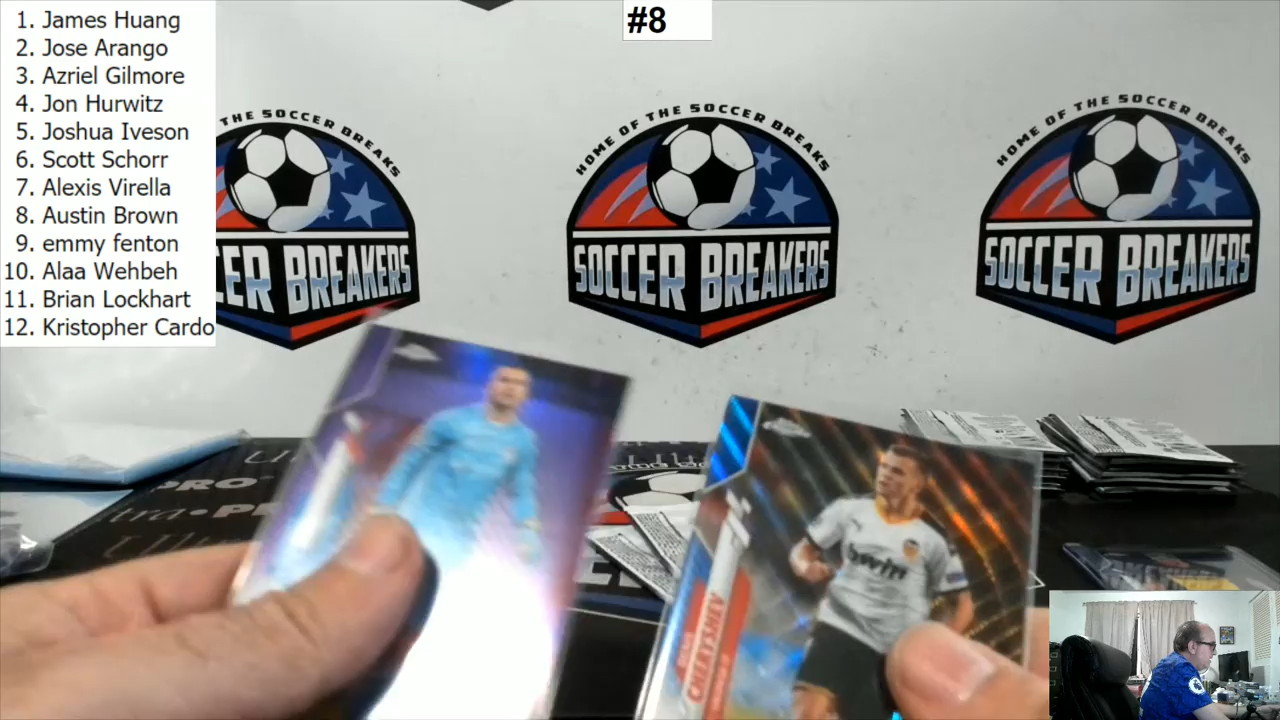 #8
1. James Huang
2. Jose Arango
3. Azriel Gilmore
4. Jon Hurwitz
5. Joshua Iveson
6. Scott Schorr
7. Alexis Virella
8. Austin Brown
9. emmy fenton
10. Alaa Wehbeh
11. Brian Lockhart
12. Kristopher Cardo
THE SOCCER BREAKS
CER BREAKERS
HOME OF THE SOCCER BREAKS
SOCCER BREAKERS
HOME OF THE SOCCER BREAKS
SOCCER BREAKERS
PRO
bwin
CHERYSHEV